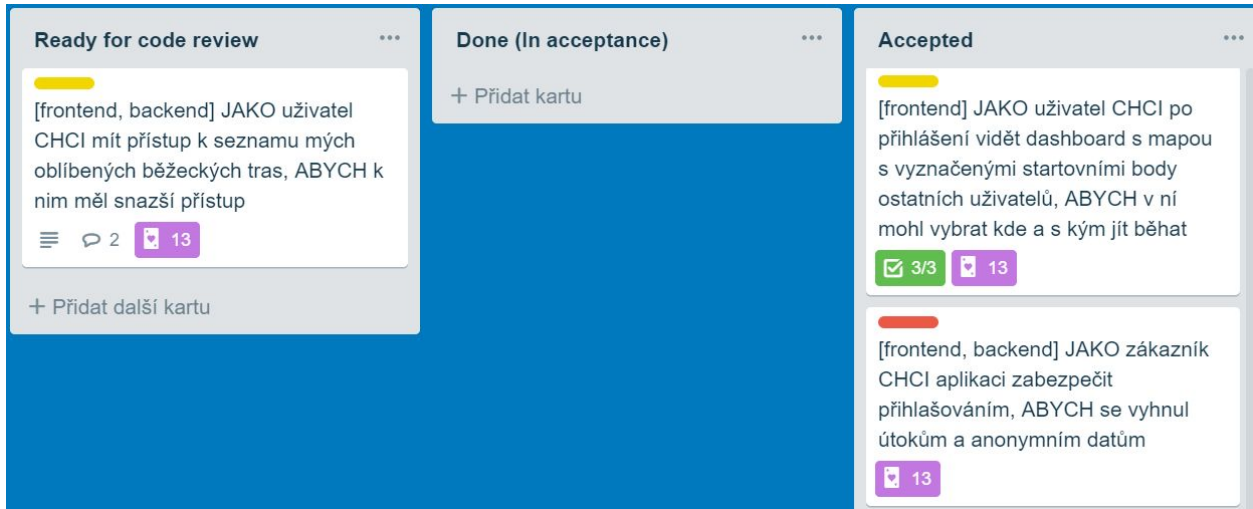 Ready for code review
[frontend, backend] JAKO uživatel
CHCI mít přístup k seznamu mých
oblíbených běžeckých tras, ABYCH k
nim měl snazší přístup
2
13
+ Přidat další kartu
Done (In acceptance)
+ Přidat kartu
Accepted
[frontend] JAKO uživatel CHCI po
přihlášení vidět dashboard s mapou
s vyznačenými startovními body
ostatních uživatelů, ABYCH v ní
mohl vybrat kde a s kým jít běhat
3/3
13
[frontend, backend] JAKO zákazník
CHCI aplikaci zabezpečit
přihlašováním, ABYCH se vyhnul
útokům a anonymním datům
13